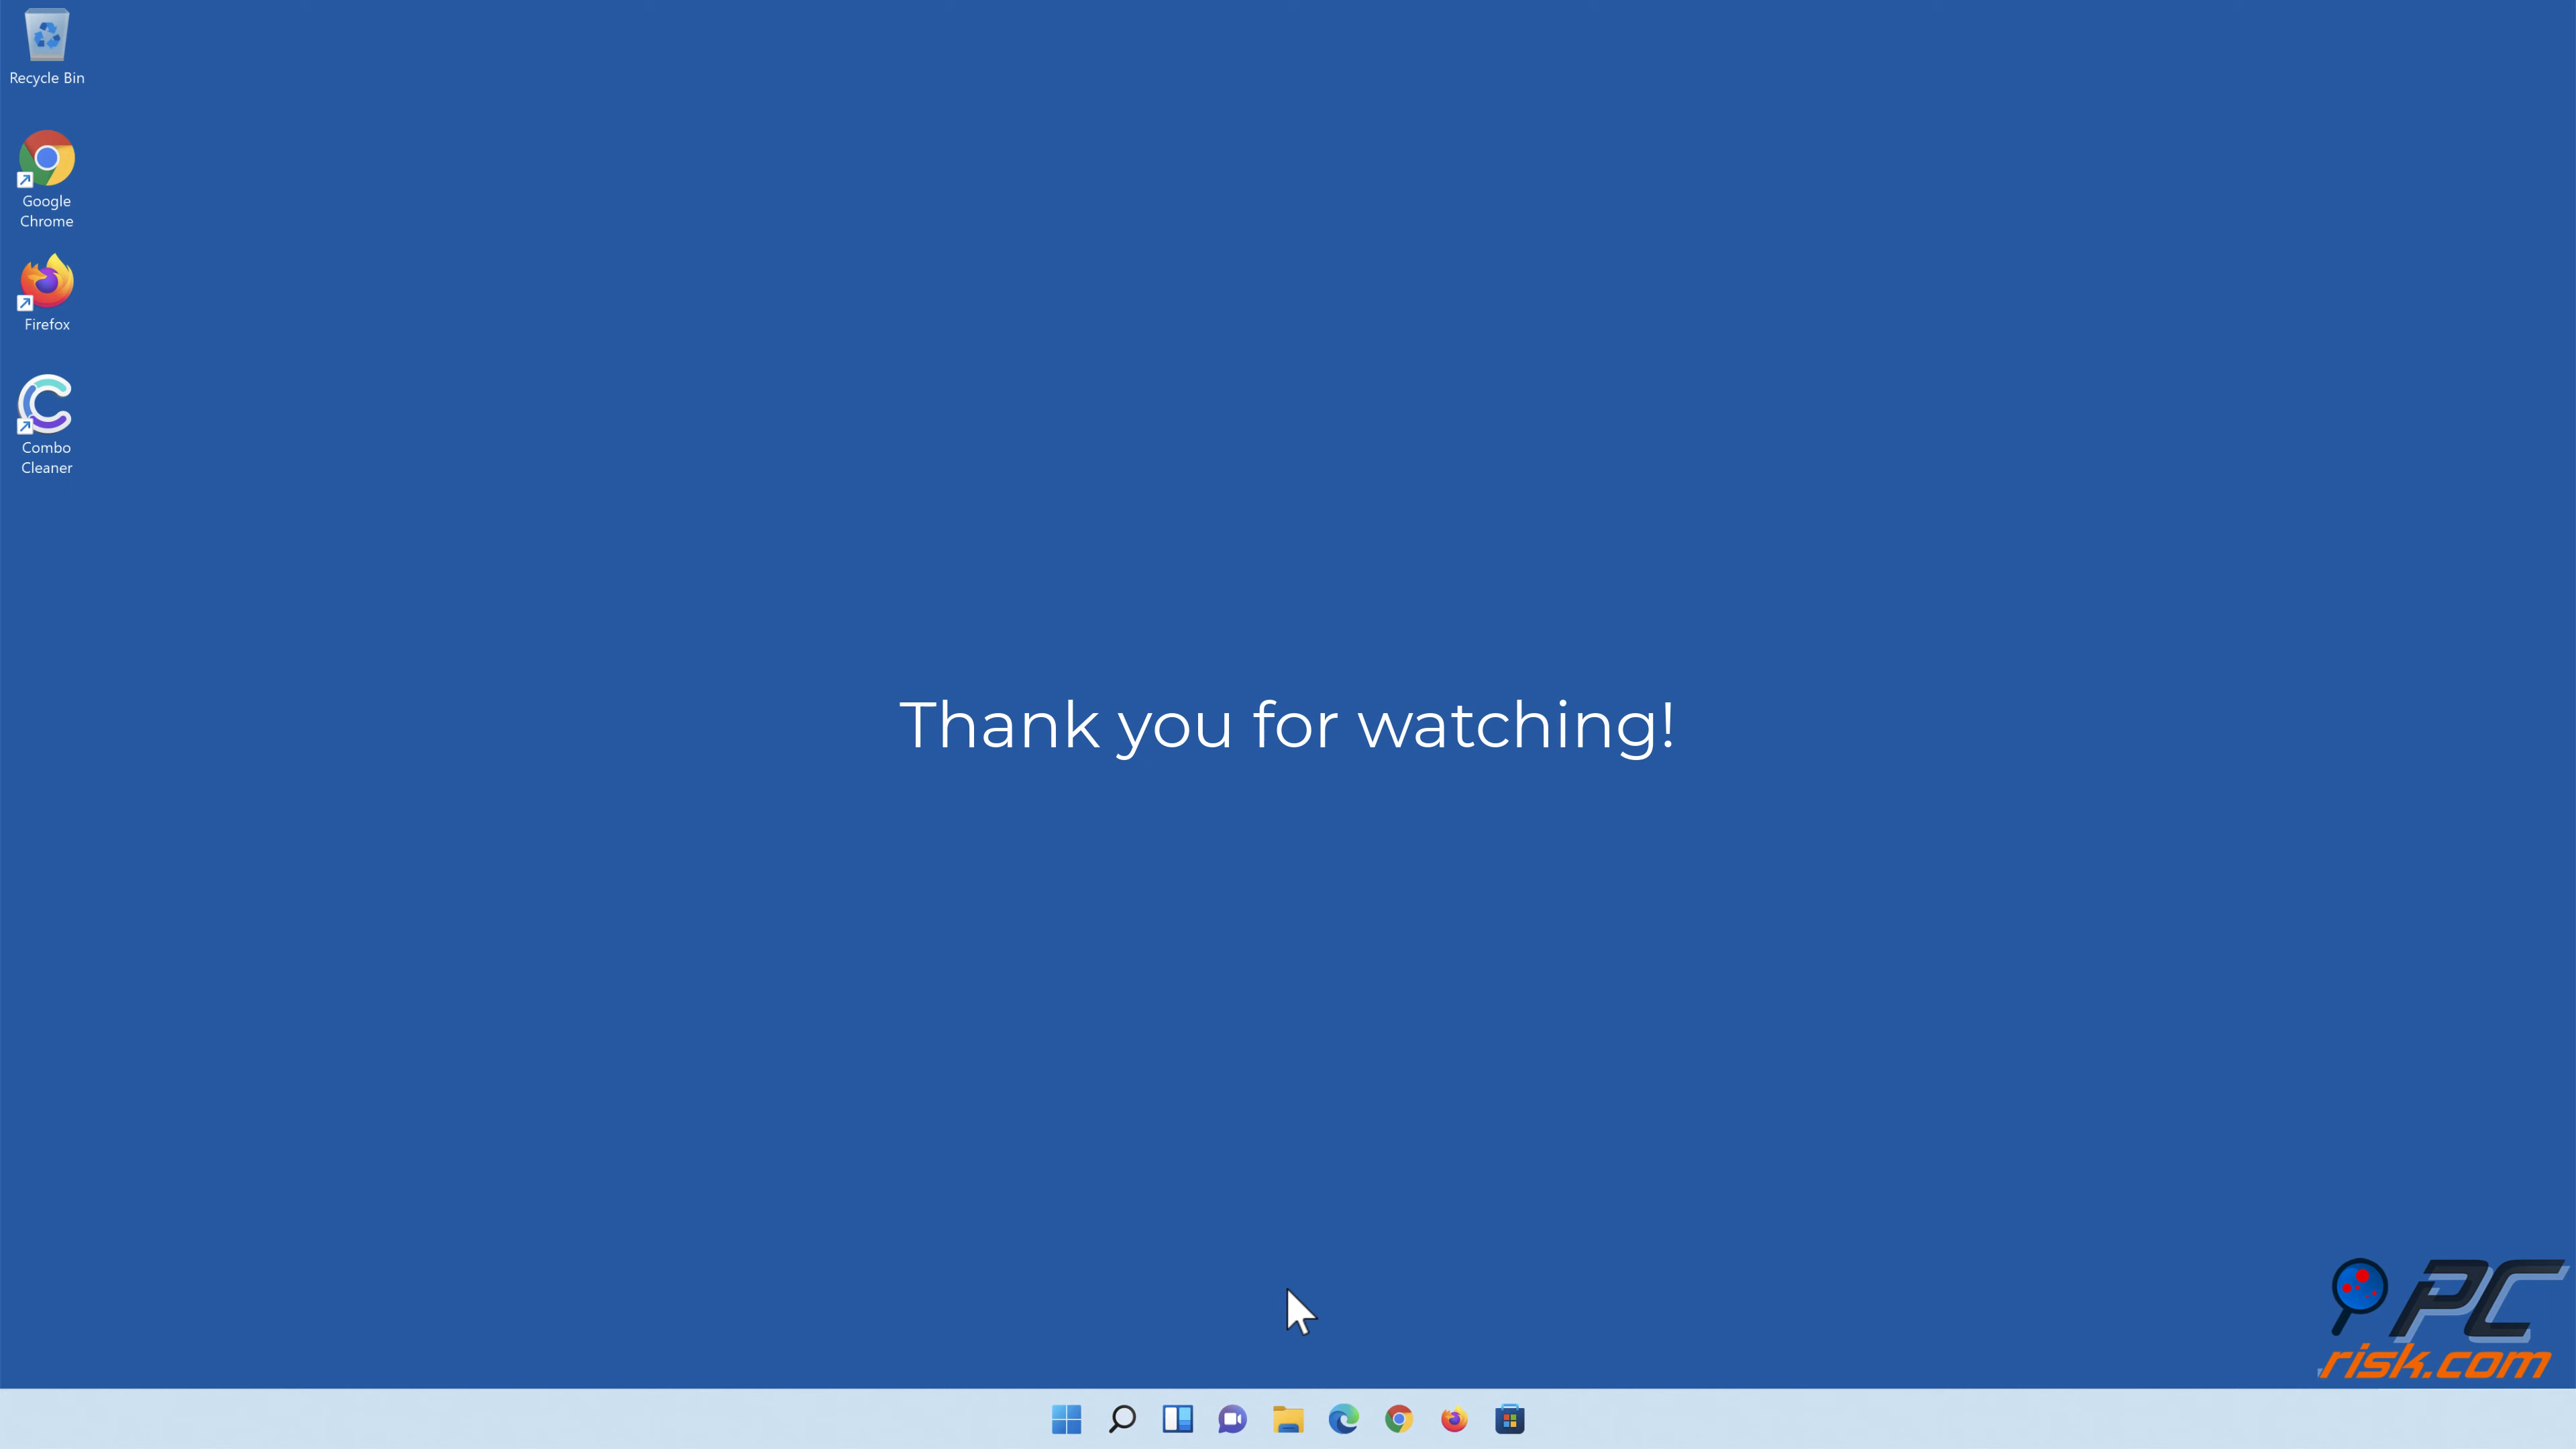 Recycle Bin
Google
Chrome
Firefox
Combo
Cleaner
Thank you for watching!
PC
risk.com